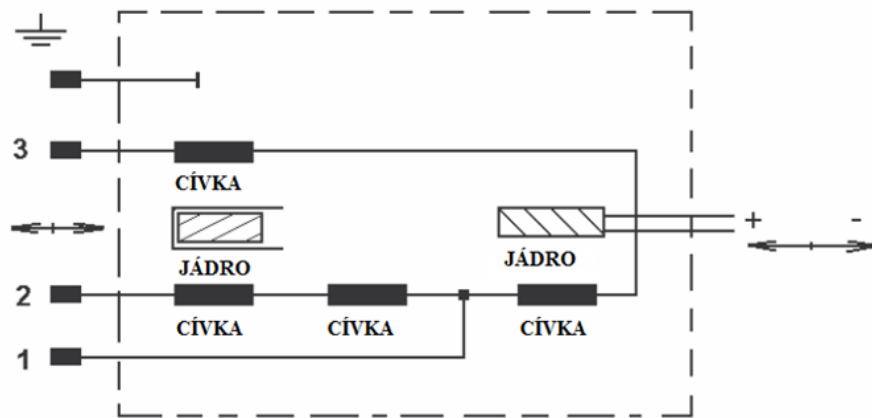 3
CÍVKA
+ -
JÁDRO
JÁDRO
2
CÍVKA
CÍVKA
CÍVKA
1